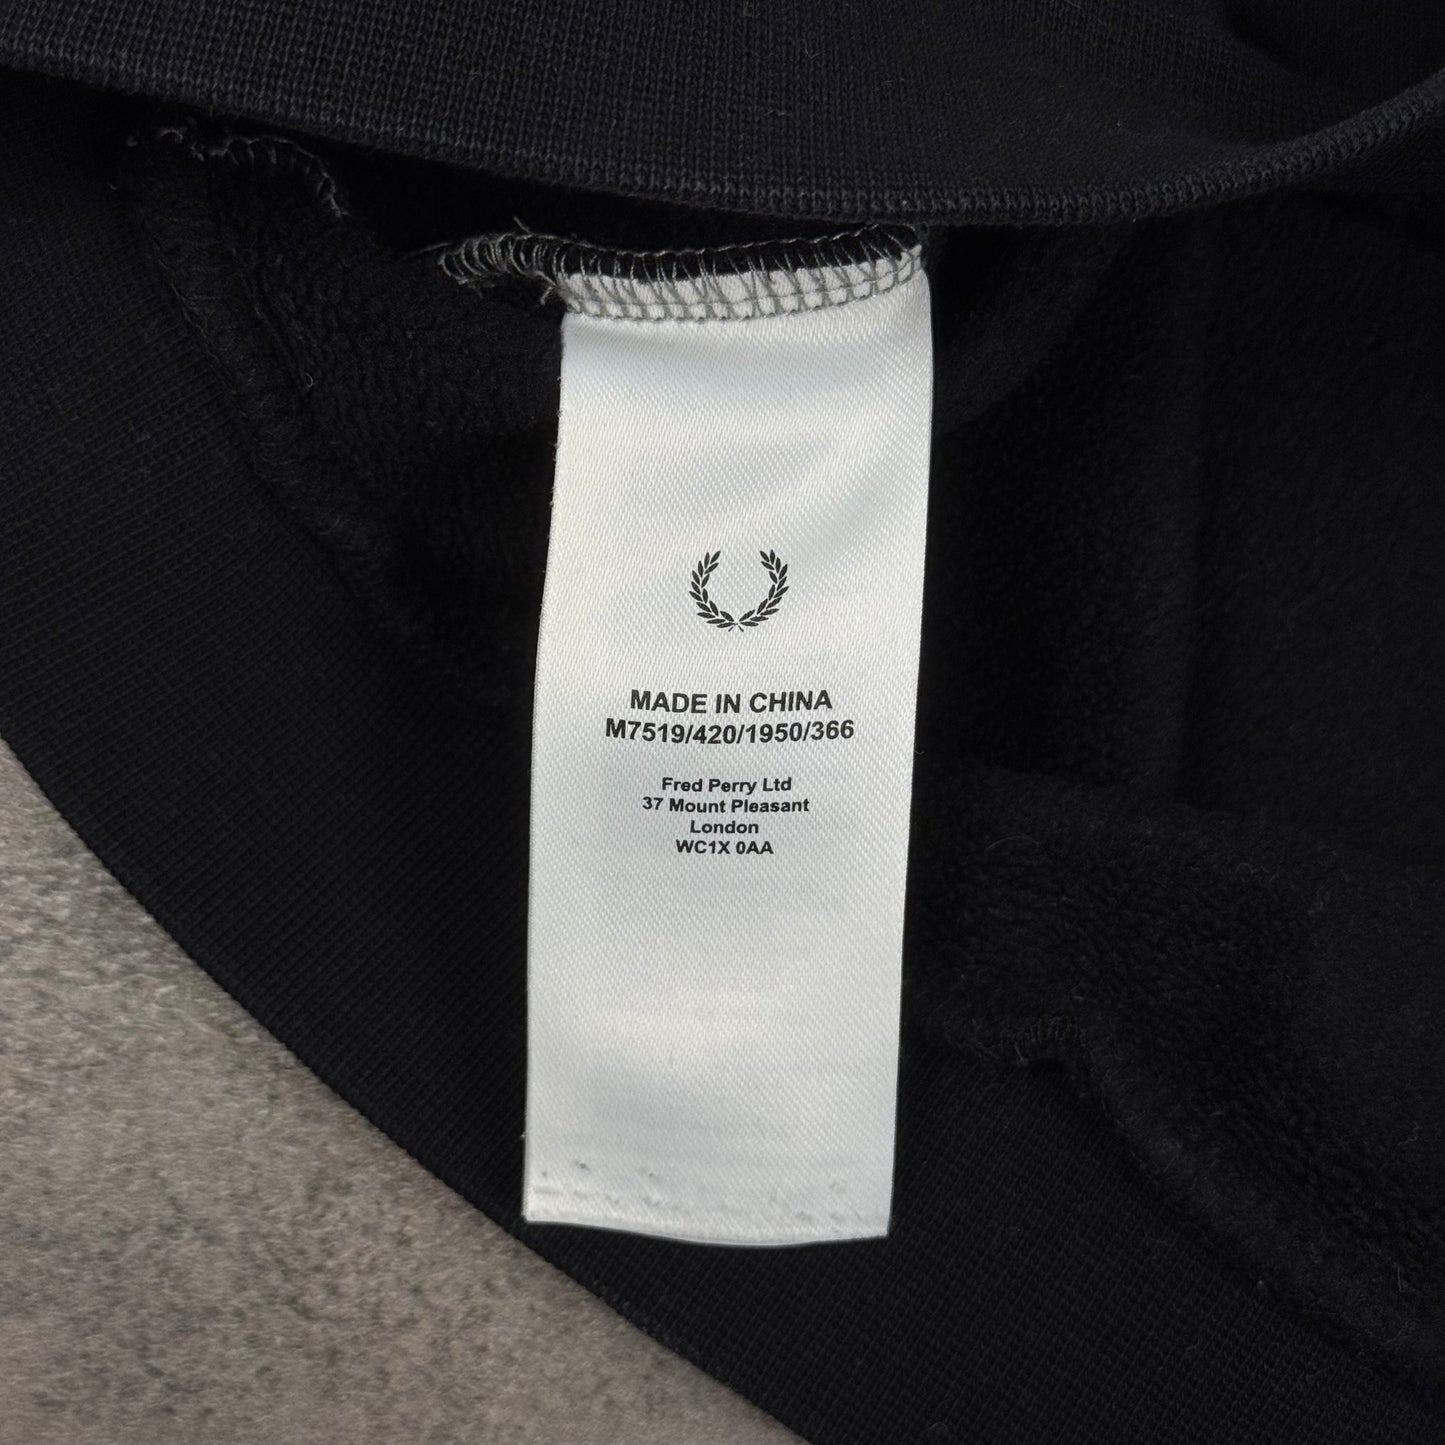 MADE IN CHINA
M7519/420/1950/366
Fred Perry Ltd
37 Mount Pleasant
London
WC1X 0AA